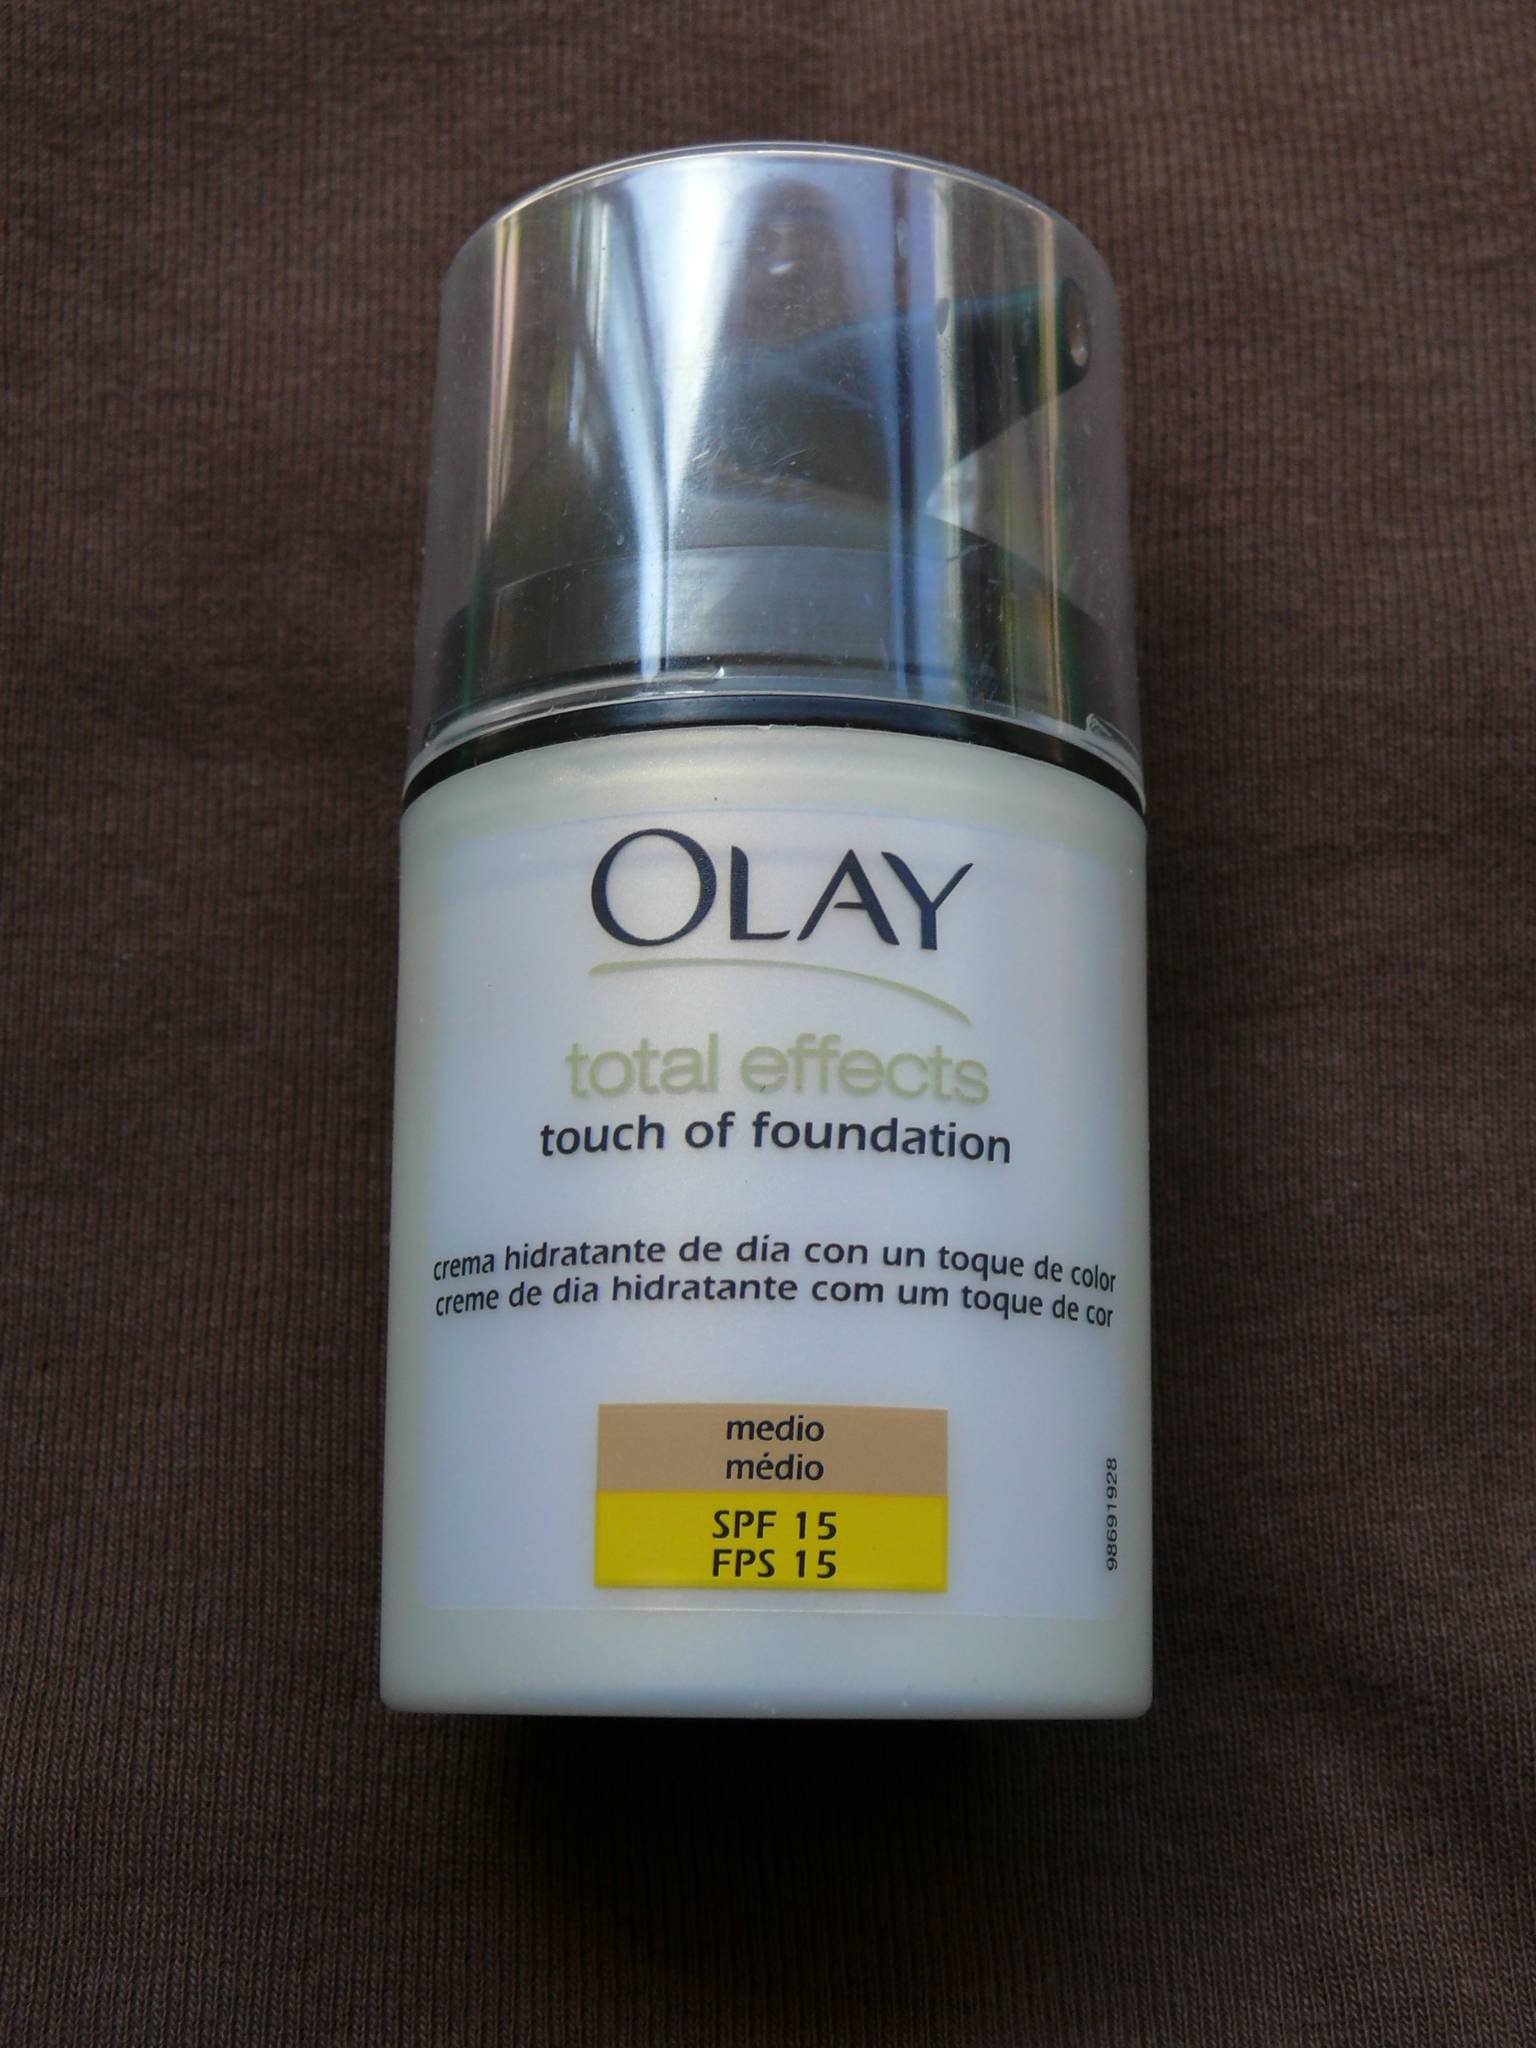 OLAY
total effects
touch of foundation
crema hidratante de día con un toque de color
creme de dia hidratante com um toque de cor
medio
médio
SPF 15
FPS 15
98691928